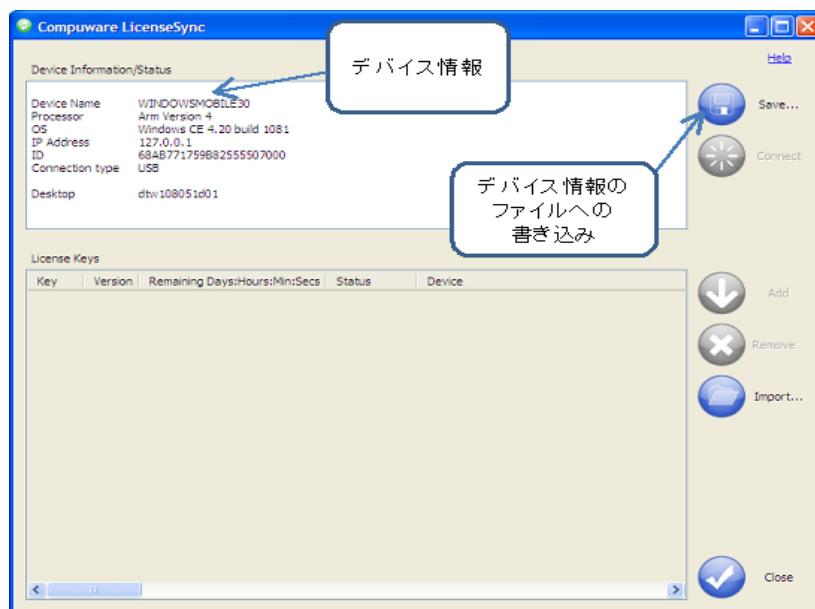 Compuware LicenseSync
Help
Device Information/Status
デバイス情報
Device Name WINDOWSMOBILE30
Processor Arm Version 4
OS Windows CE 4.20 build 1081
IP Address 127.0.0.1
ID 68AB771759B82555507000
Connection type USB
Desktop dtw108051d01
Save...
Connect
デバイス情報の
ファイルへの
書き込み
License Keys
Key Version Remaining Days:Hours:Min:Secs Status Device
Add
Remove
Import...
Close